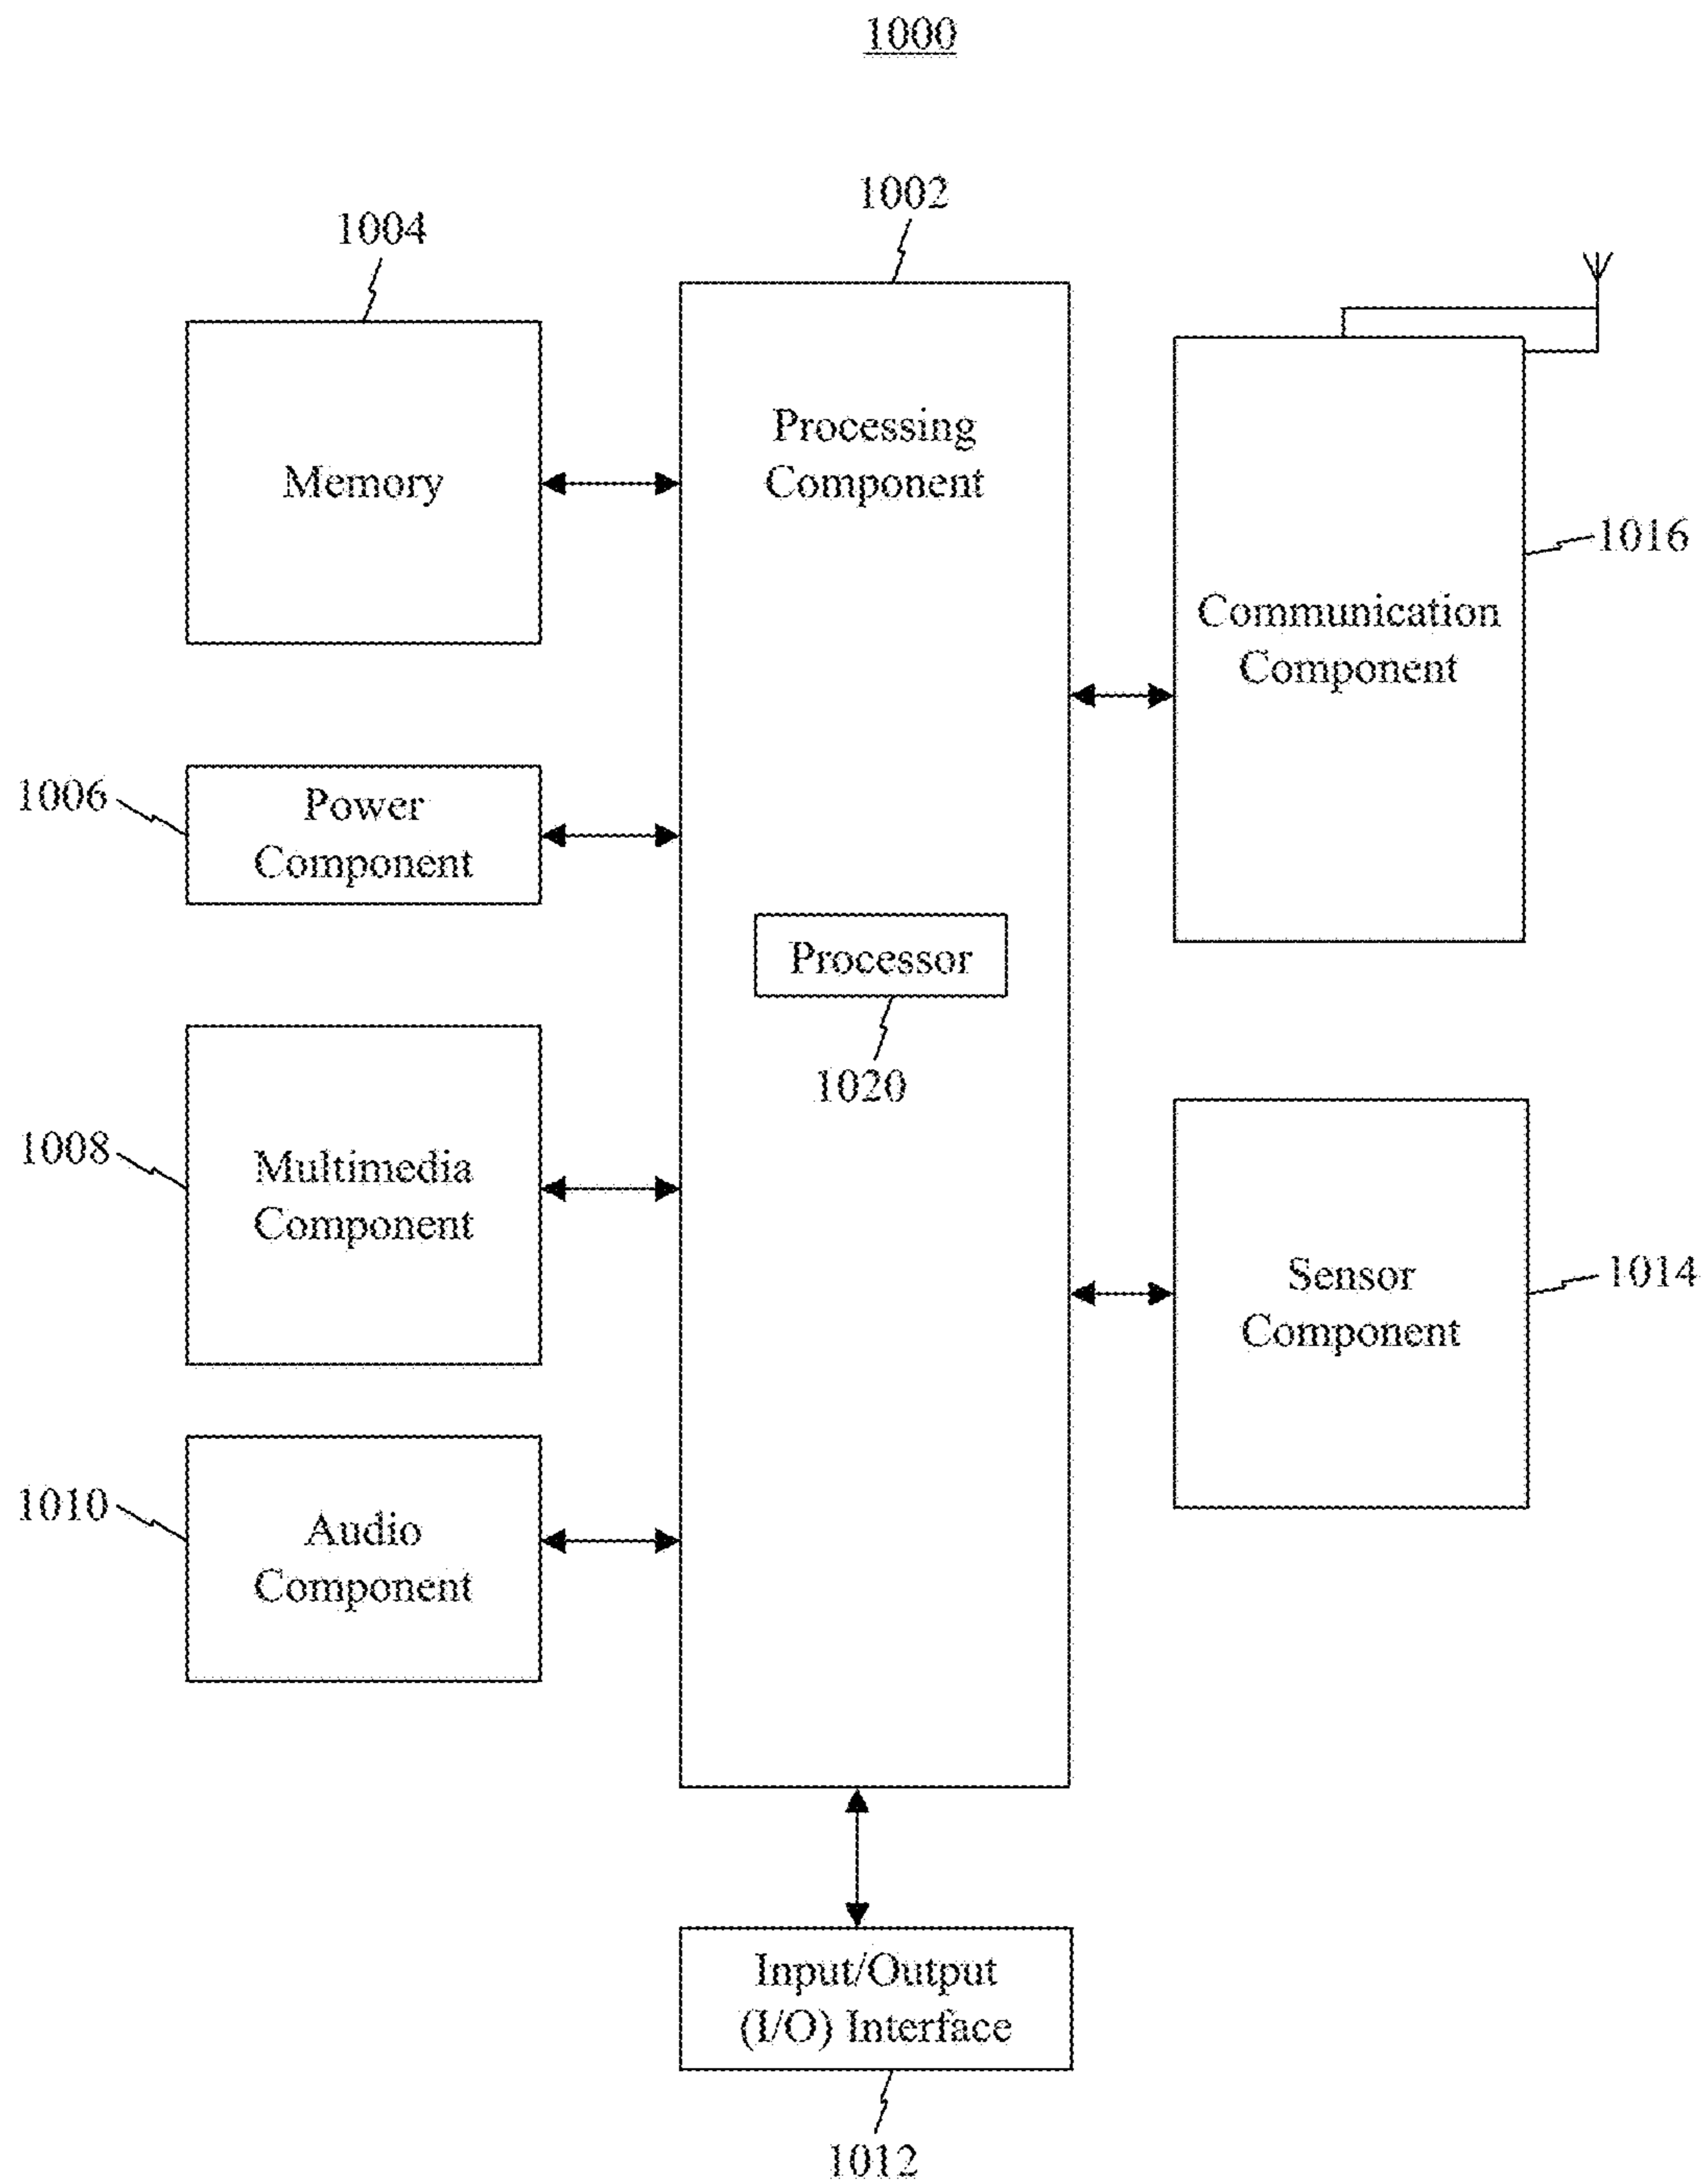 1000
1002
1004
Processing
Component
Memory
1016
Communication
Component
1006
Power
Component
Processor
1020
1008
Multimedia
Component
Sensor
Component
1014
1010
Audio
Component
Input/Output
(I/O) Interface
1012